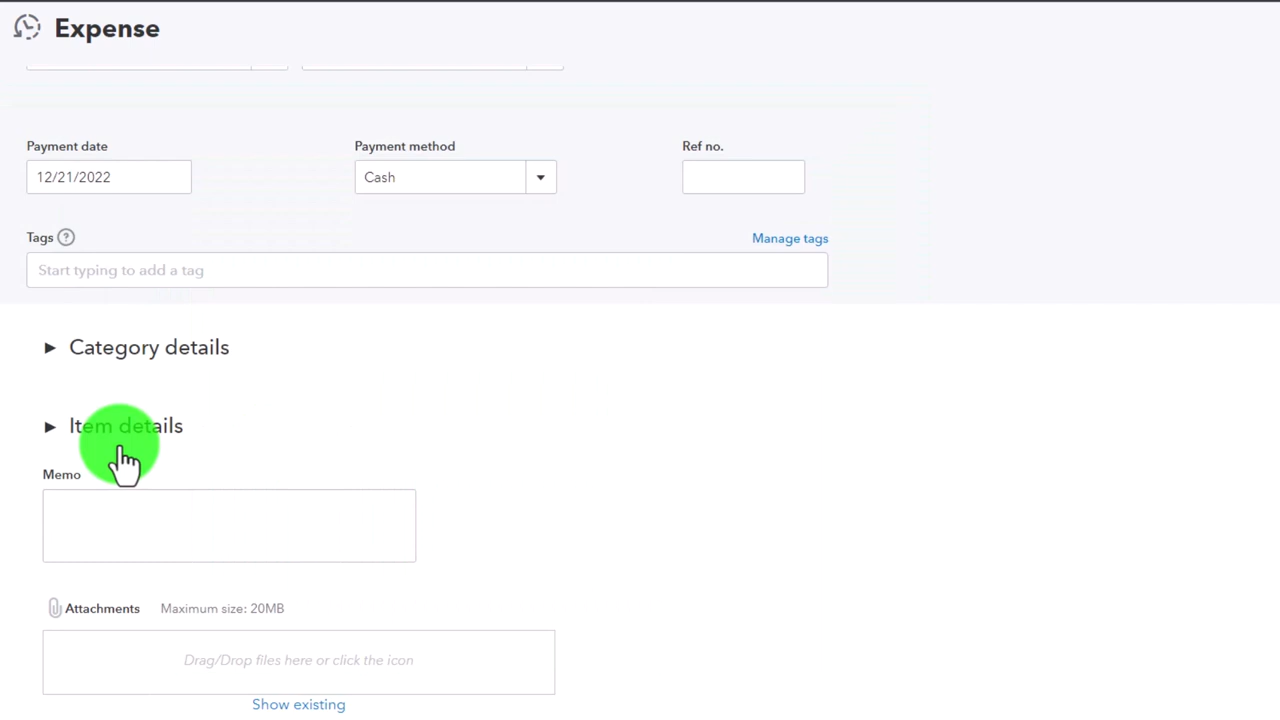 Expense
Payment date
Payment method
Ref no.
12/21/2022
Cash
Tags ?
Manage tags
Start typing to add a tag
Category details
Item details
Memo
Attachments Maximum size: 20MB
Drag/Drop files here or click the icon
Show existing